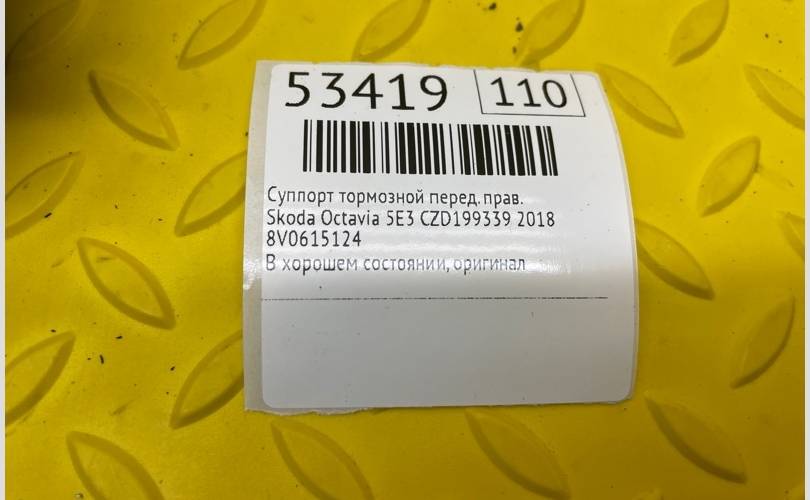 53419 110
Суппорт тормозной перед. прав.
Skoda Octavia 5E3 CZD199339 2018
8V0615124
В хорошем состоянии, оригинал